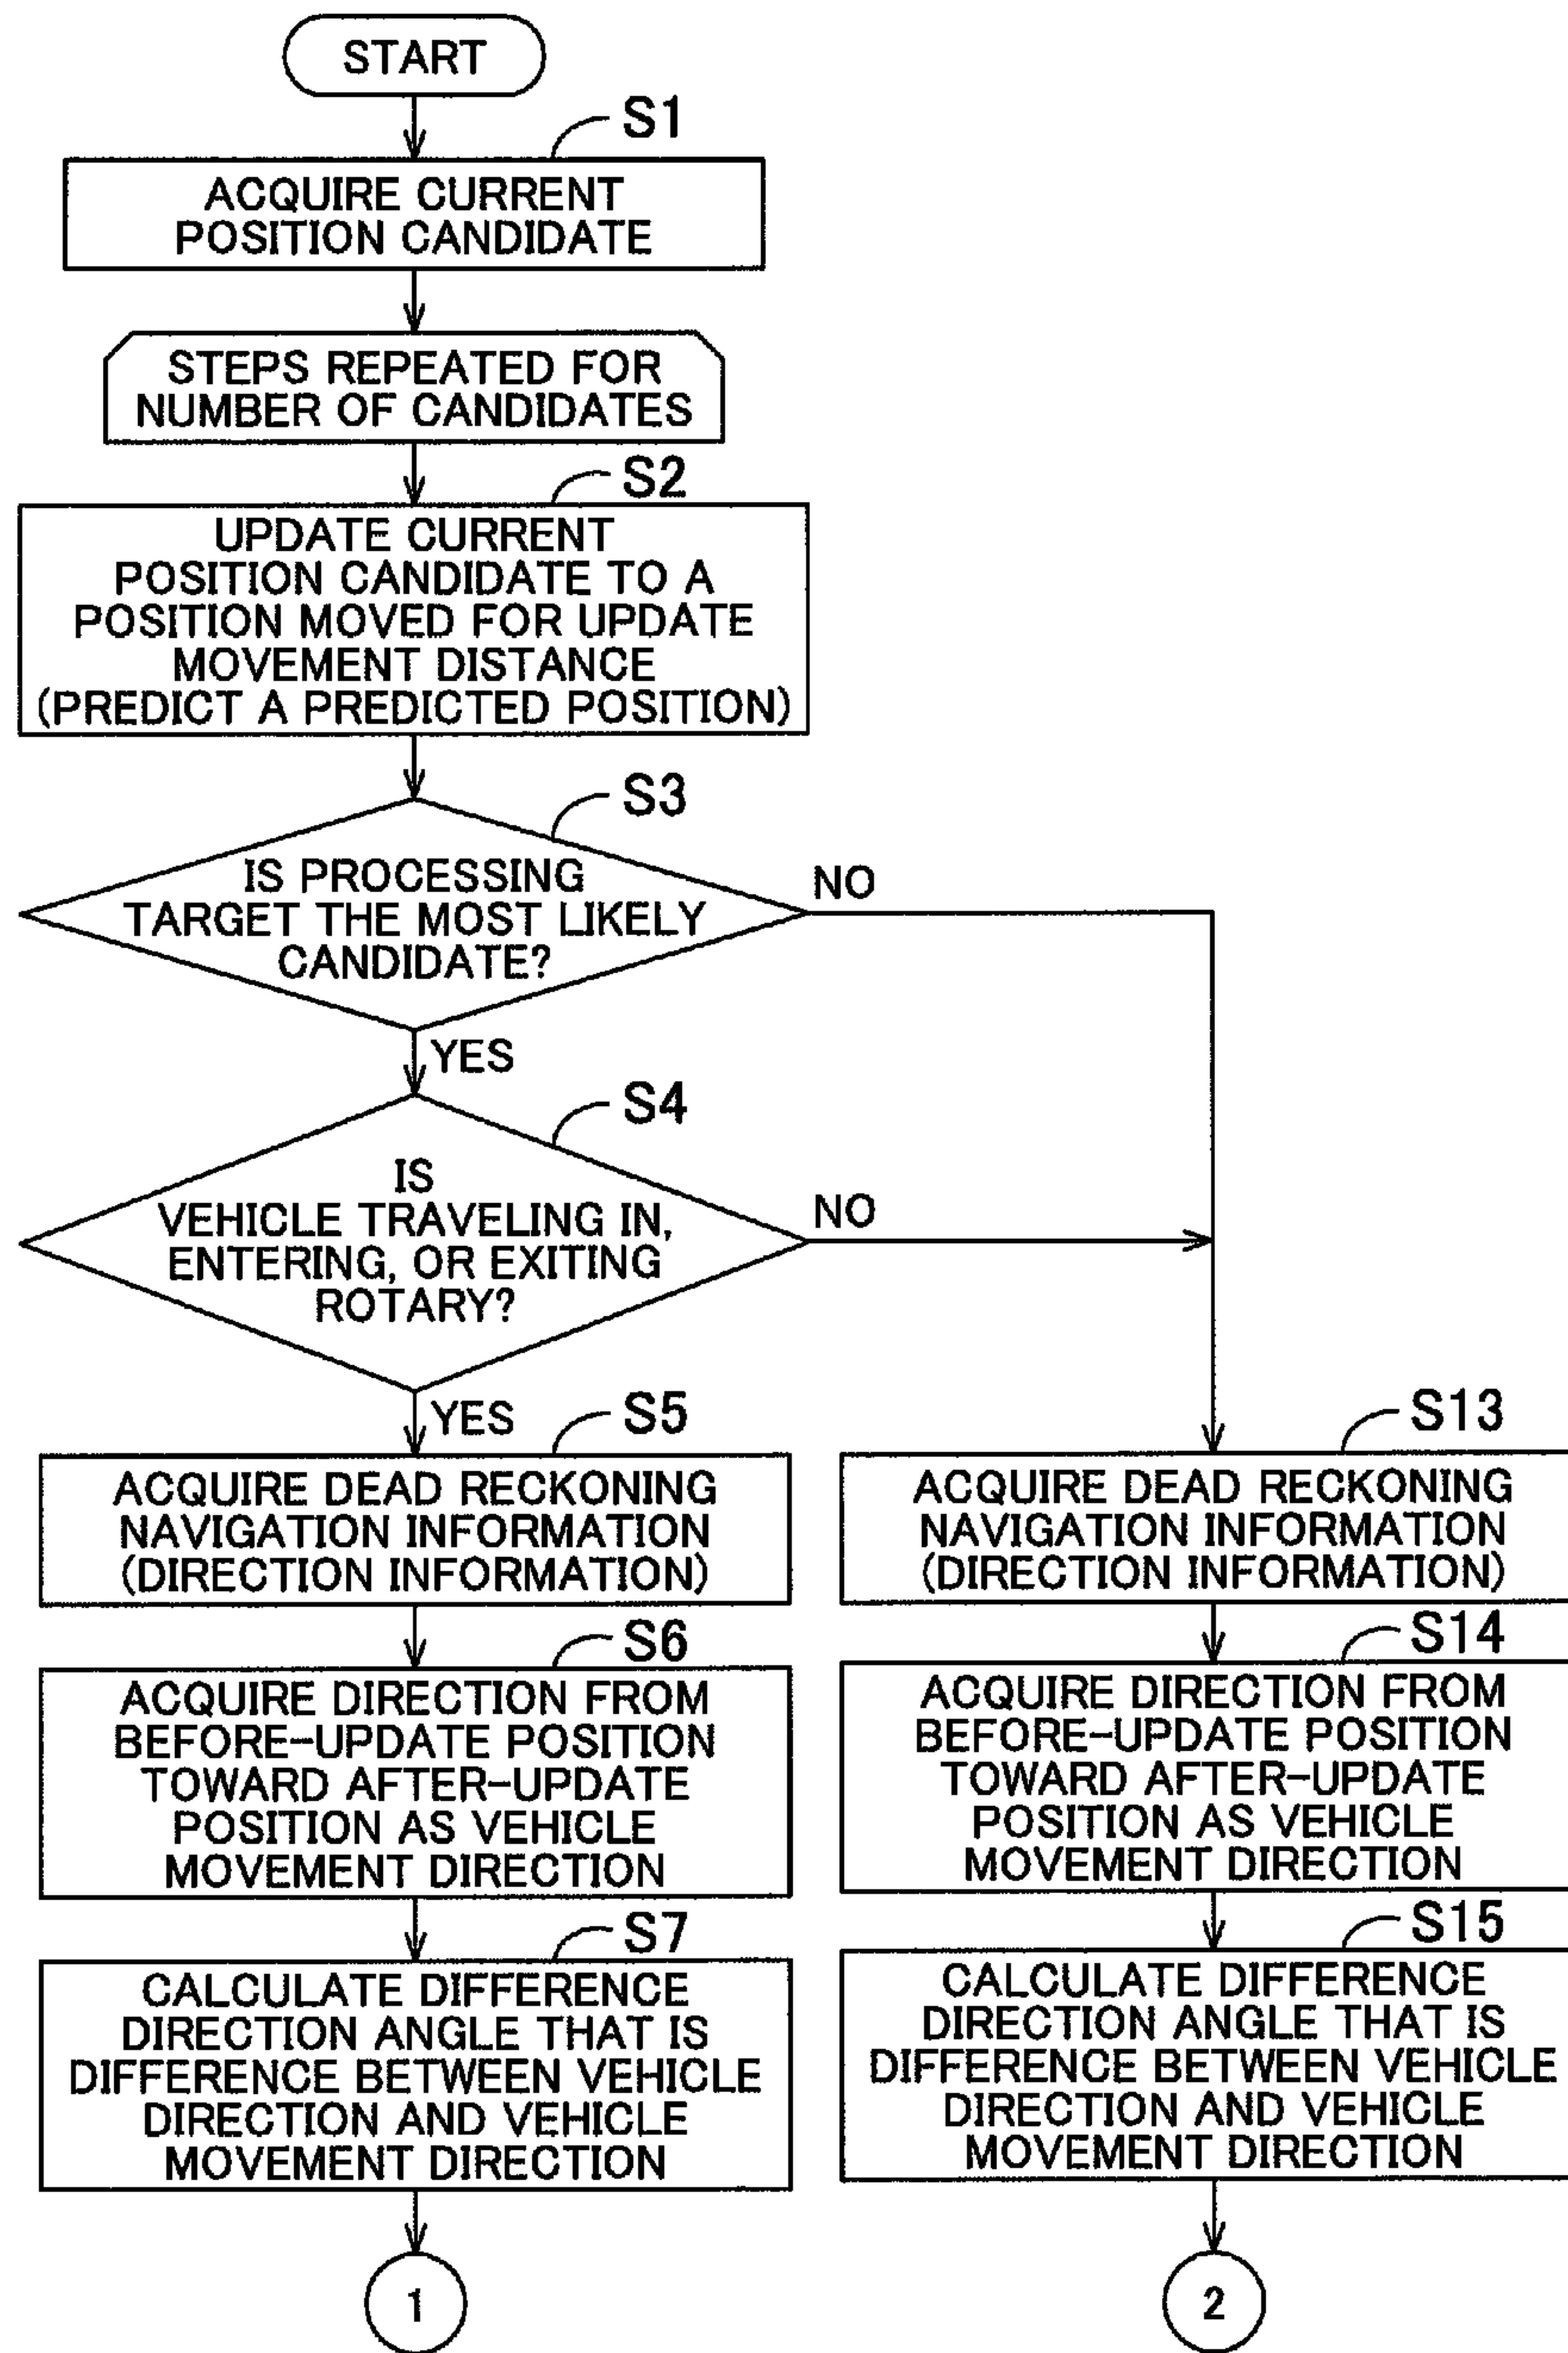 START
S1
ACQUIRE CURRENT
POSITION CANDIDATE
STEPS REPEATED FOR
NUMBER OF CANDIDATES
S2
UPDATE CURRENT
POSITION CANDIDATE TO A
POSITION MOVED FOR UPDATE
MOVEMENT DISTANCE
(PREDICT A PREDICTED POSITION)
S3
IS PROCESSING
TARGET THE MOST LIKELY
CANDIDATE?
NO
YES
S4
IS
VEHICLE TRAVELING IN,
ENTERING, OR EXITING
ROTARY?
NO
YES
S5
ACQUIRE DEAD RECKONING
NAVIGATION INFORMATION
(DIRECTION INFORMATION)
S6
ACQUIRE DIRECTION FROM
BEFORE-UPDATE POSITION
TOWARD AFTER-UPDATE
POSITION AS VEHICLE
MOVEMENT DIRECTION
S7
CALCULATE DIFFERENCE
DIRECTION ANGLE THAT IS
DIFFERENCE BETWEEN VEHICLE
DIRECTION AND VEHICLE
MOVEMENT DIRECTION
1
S13
ACQUIRE DEAD RECKONING
NAVIGATION INFORMATION
(DIRECTION INFORMATION)
S14
ACQUIRE DIRECTION FROM
BEFORE-UPDATE POSITION
TOWARD AFTER-UPDATE
POSITION AS VEHICLE
MOVEMENT DIRECTION
S15
CALCULATE DIFFERENCE
DIRECTION ANGLE THAT IS
DIFFERENCE BETWEEN VEHICLE
DIRECTION AND VEHICLE
MOVEMENT DIRECTION
2